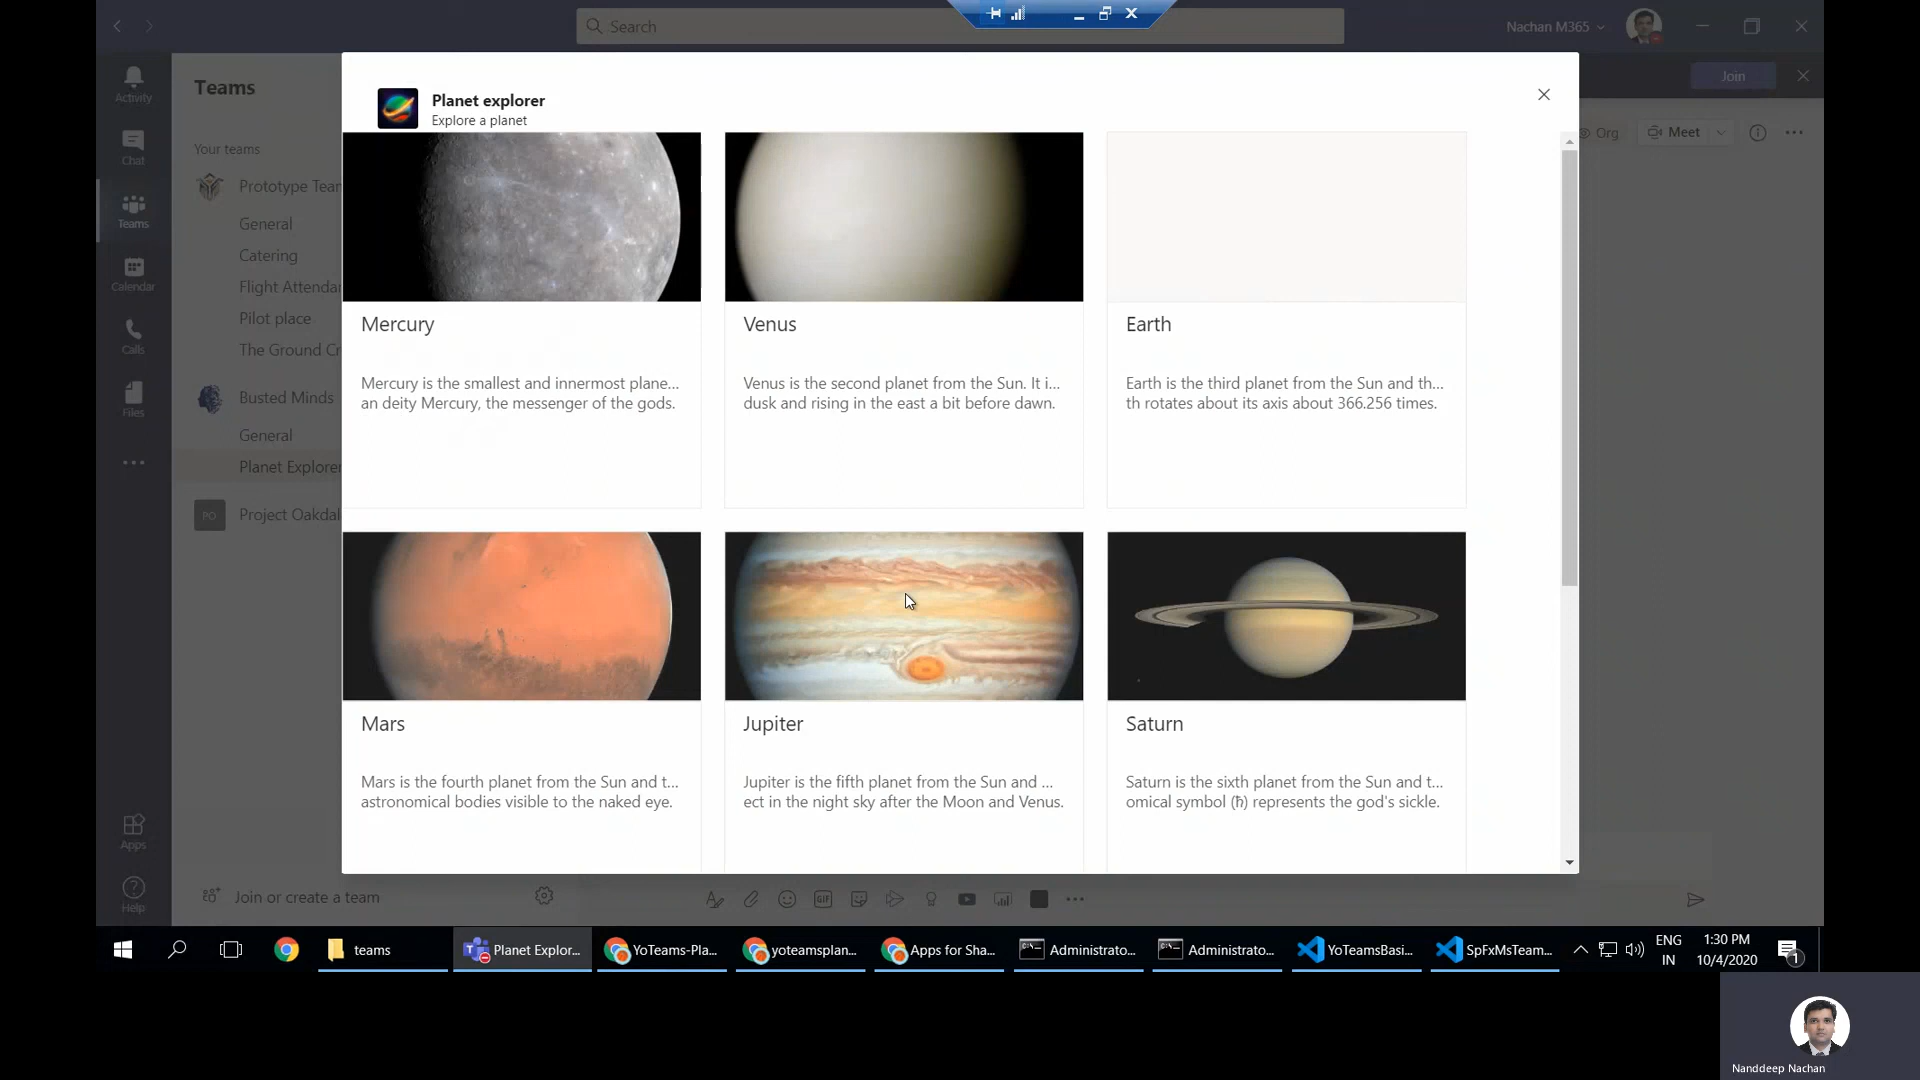 Search
Nachan M365
Join
Activity
Chat
Teams
Calendar
Calls
Files
Apps
Help
Teams
Your teams
Prototype Tear
General
Catering
Flight Attenda
Pilot place
The Ground Cr
Busted Minds
General
Planet Explorer
PO
Project Oakdal
Join or create a team
Org
Meet
Planet explorer
Explore a planet
Mercury
Mercury is the smallest and innermost plane...
an deity Mercury, the messenger of the gods.
Venus
Venus is the second planet from the Sun. It i...
dusk and rising in the east a bit before dawn.
Earth
Earth is the third planet from the Sun and th...
th rotates about its axis about 366.256 times.
Mars
Mars is the fourth planet from the Sun and t...
astronomical bodies visible to the naked eye.
Jupiter
Jupiter is the fifth planet from the Sun and ...
ect in the night sky after the Moon and Venus.
Saturn
Saturn is the sixth planet from the Sun and t...
omical symbol (ħ) represents the god's sickle.
GIF
teams
Planet Explor...
YoTeams-Pla...
yoteamsplan...
Apps for Sha...
Administrato...
Administrato...
YoTeamsBasi...
SpFxMsTeam...
ENG
IN
1:30 PM
10/4/2020
1
Nanddeep Nachan